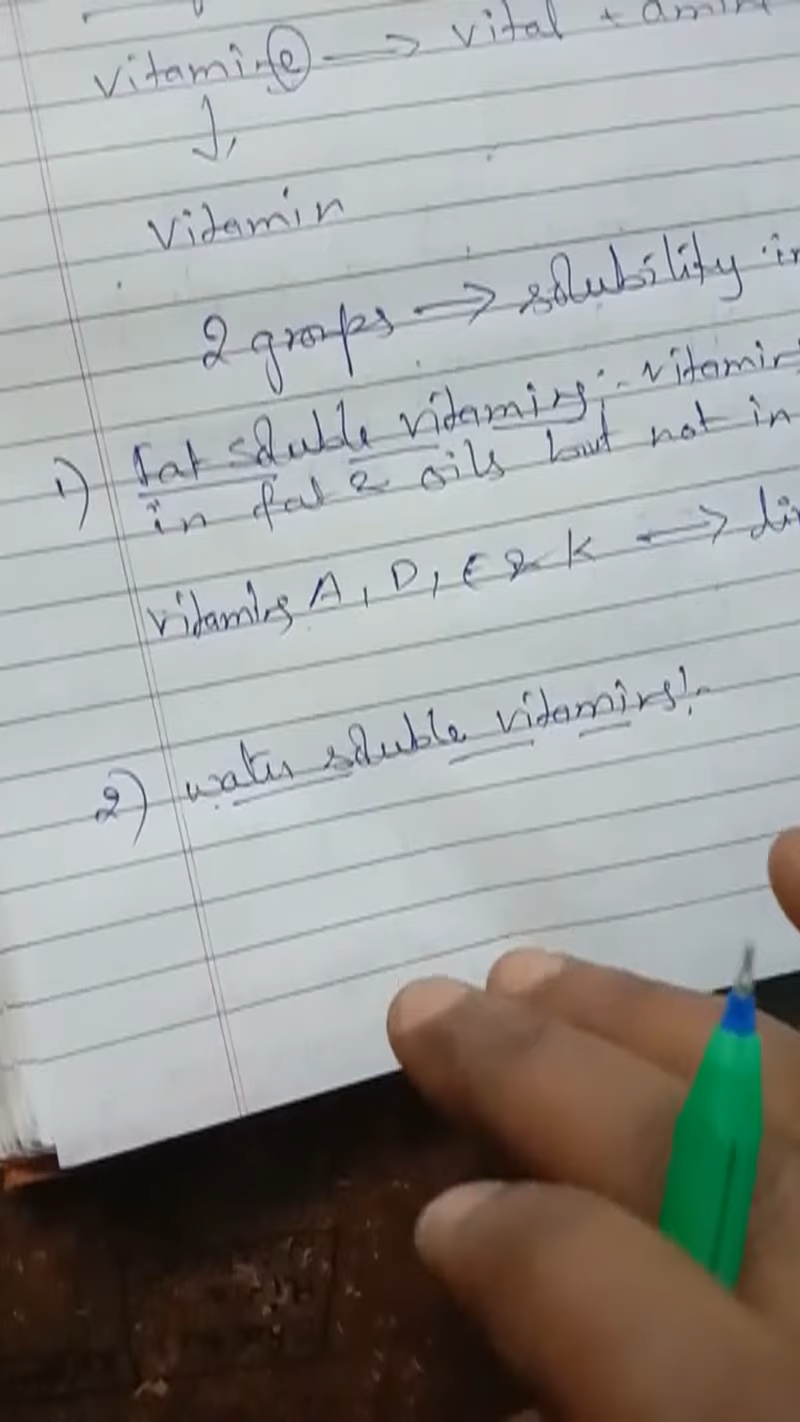 vitamine → vital + amin
↓
Vitamin
2 groups → solubility in
1) Fat soluble vitamins:- vitamins
in fat & oils but not in
vitamins A, D, E & K →
2) water soluble vitamins:-